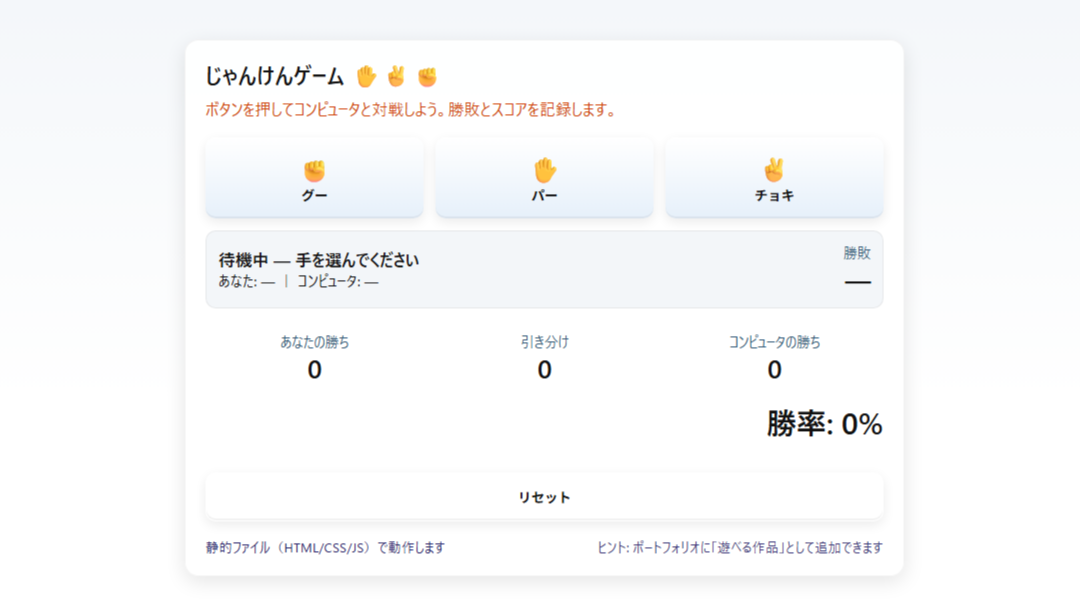 じゃんけんゲーム ✋ ✌ ✊
ボタンを押してコンピュータと対戦しよう。勝敗とスコアを記録します。
✊ ✋ ✌
グー パー チョキ
待機中 — 手を選んでください 勝敗
あなた: — | コンピュータ: — —
あなたの勝ち 引き分け コンピュータの勝ち
0 0 0
勝率: 0%
リセット
静的ファイル（HTML/CSS/JS）で動作します ヒント: ポートフォリオに「遊べる作品」として追加できます